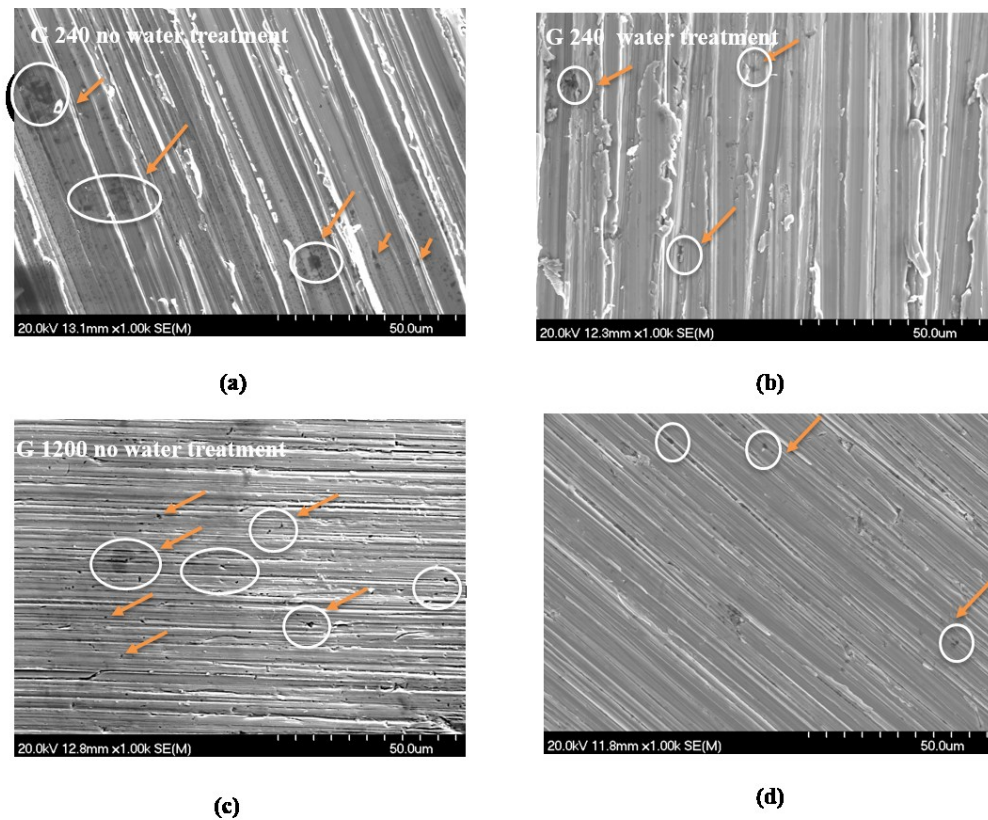 G 240 no water treatment
G 240 water treatment
20.0kV 13.1mm x1.00k SE(M)
50.0um
20.0kV 12.3mm x1.00k SE(M)
50.0um
(a)
(b)
G 1200 no water treatment
20.0kV 12.8mm x1.00k SE(M)
50.0um
20.0kV 11.8mm x1.00k SE(M)
50.0um
(c)
(d)